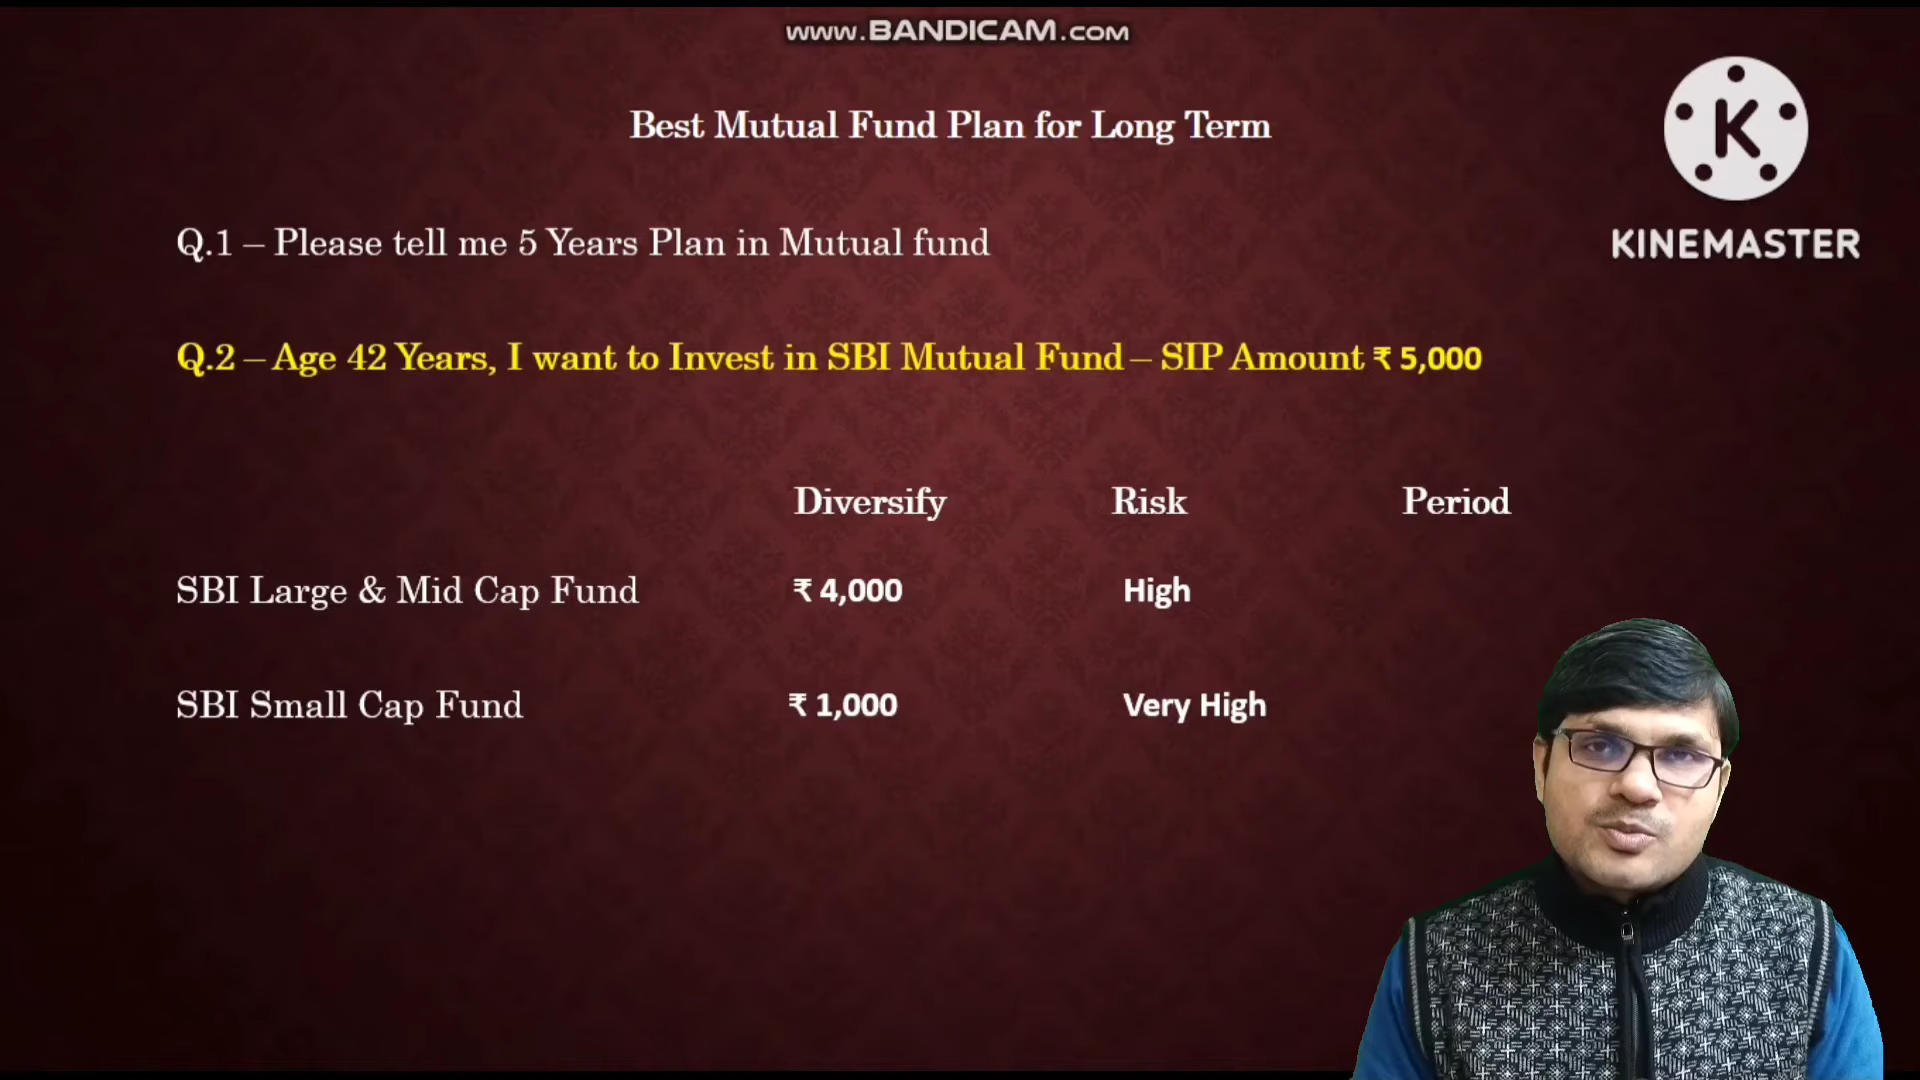 www.BANDICAM.com
Best Mutual Fund Plan for Long Term
K
KINEMASTER
Q.1 – Please tell me 5 Years Plan in Mutual fund
Q.2 – Age 42 Years, I want to Invest in SBI Mutual Fund – SIP Amount ₹ 5,000
Diversify Risk Period
SBI Large & Mid Cap Fund ₹ 4,000 High
SBI Small Cap Fund ₹ 1,000 Very High